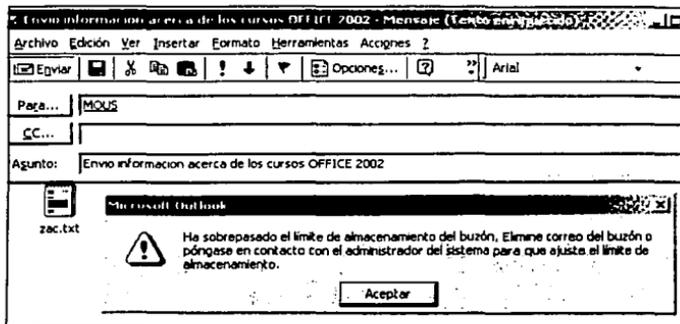 Envio informacion acerca de los cursos OFFICE 2002 - Mensaje (Texto enriquecido)
Archivo Edición Ver Insertar Formato Herramientas Acciones ?
Enviar Opciones... Arial
Para... MOUS
CC...
Asunto: Envio informacion acerca de los cursos OFFICE 2002
zac.txt
Microsoft Outlook
Ha sobrepasado el límite de almacenamiento del buzón, Elimine correo del buzón o
póngase en contacto con el administrador del sistema para que ajuste el límite de
almacenamiento.
Aceptar